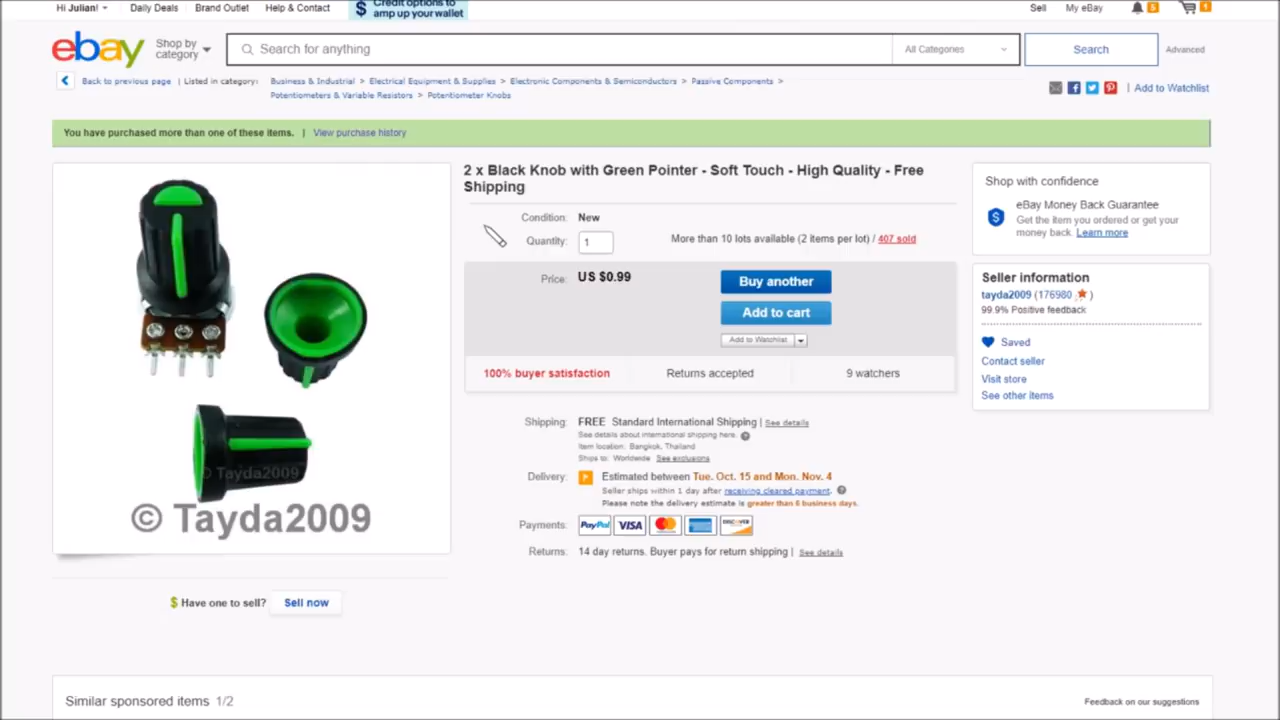 Hi Julian!
Daily Deals
Brand Outlet
Help & Contact
$ Credit options to
amp up your wallet
Sell
My eBay
5
1
ebay
Shop by
category
Search for anything
All Categories
Search
Advanced
Back to previous page | Listed in category: Business & Industrial > Electrical Equipment & Supplies > Electronic Components & Semiconductors > Passive Components >
Potentiometers & Variable Resistors > Potentiometer Knobs
| Add to Watchlist
You have purchased more than one of these items. | View purchase history
2 x Black Knob with Green Pointer - Soft Touch - High Quality - Free
Shipping
Condition: New
Quantity: 1
More than 10 lots available (2 items per lot) / 407 sold
Price: US $0.99
Buy another
Add to cart
Add to Watchlist
100% buyer satisfaction
Returns accepted
9 watchers
Shipping: FREE Standard International Shipping | See details
See details about international shipping here.
Item location: Bangkok, Thailand
Ships to: Worldwide See exclusions
Delivery: Estimated between Tue. Oct. 15 and Mon. Nov. 4
Seller ships within 1 day after receiving cleared payment.
Please note the delivery estimate is greater than 6 business days.
Payments: PayPal VISA DISCOVER
Returns: 14 day returns. Buyer pays for return shipping | See details
Shop with confidence
eBay Money Back Guarantee
Get the item you ordered or get your
money back. Learn more
Seller information
tayda2009 (176980)
99.9% Positive feedback
Saved
Contact seller
Visit store
See other items
© Tayda2009
© Tayda2009
$ Have one to sell? Sell now
Similar sponsored items 1/2
Feedback on our suggestions